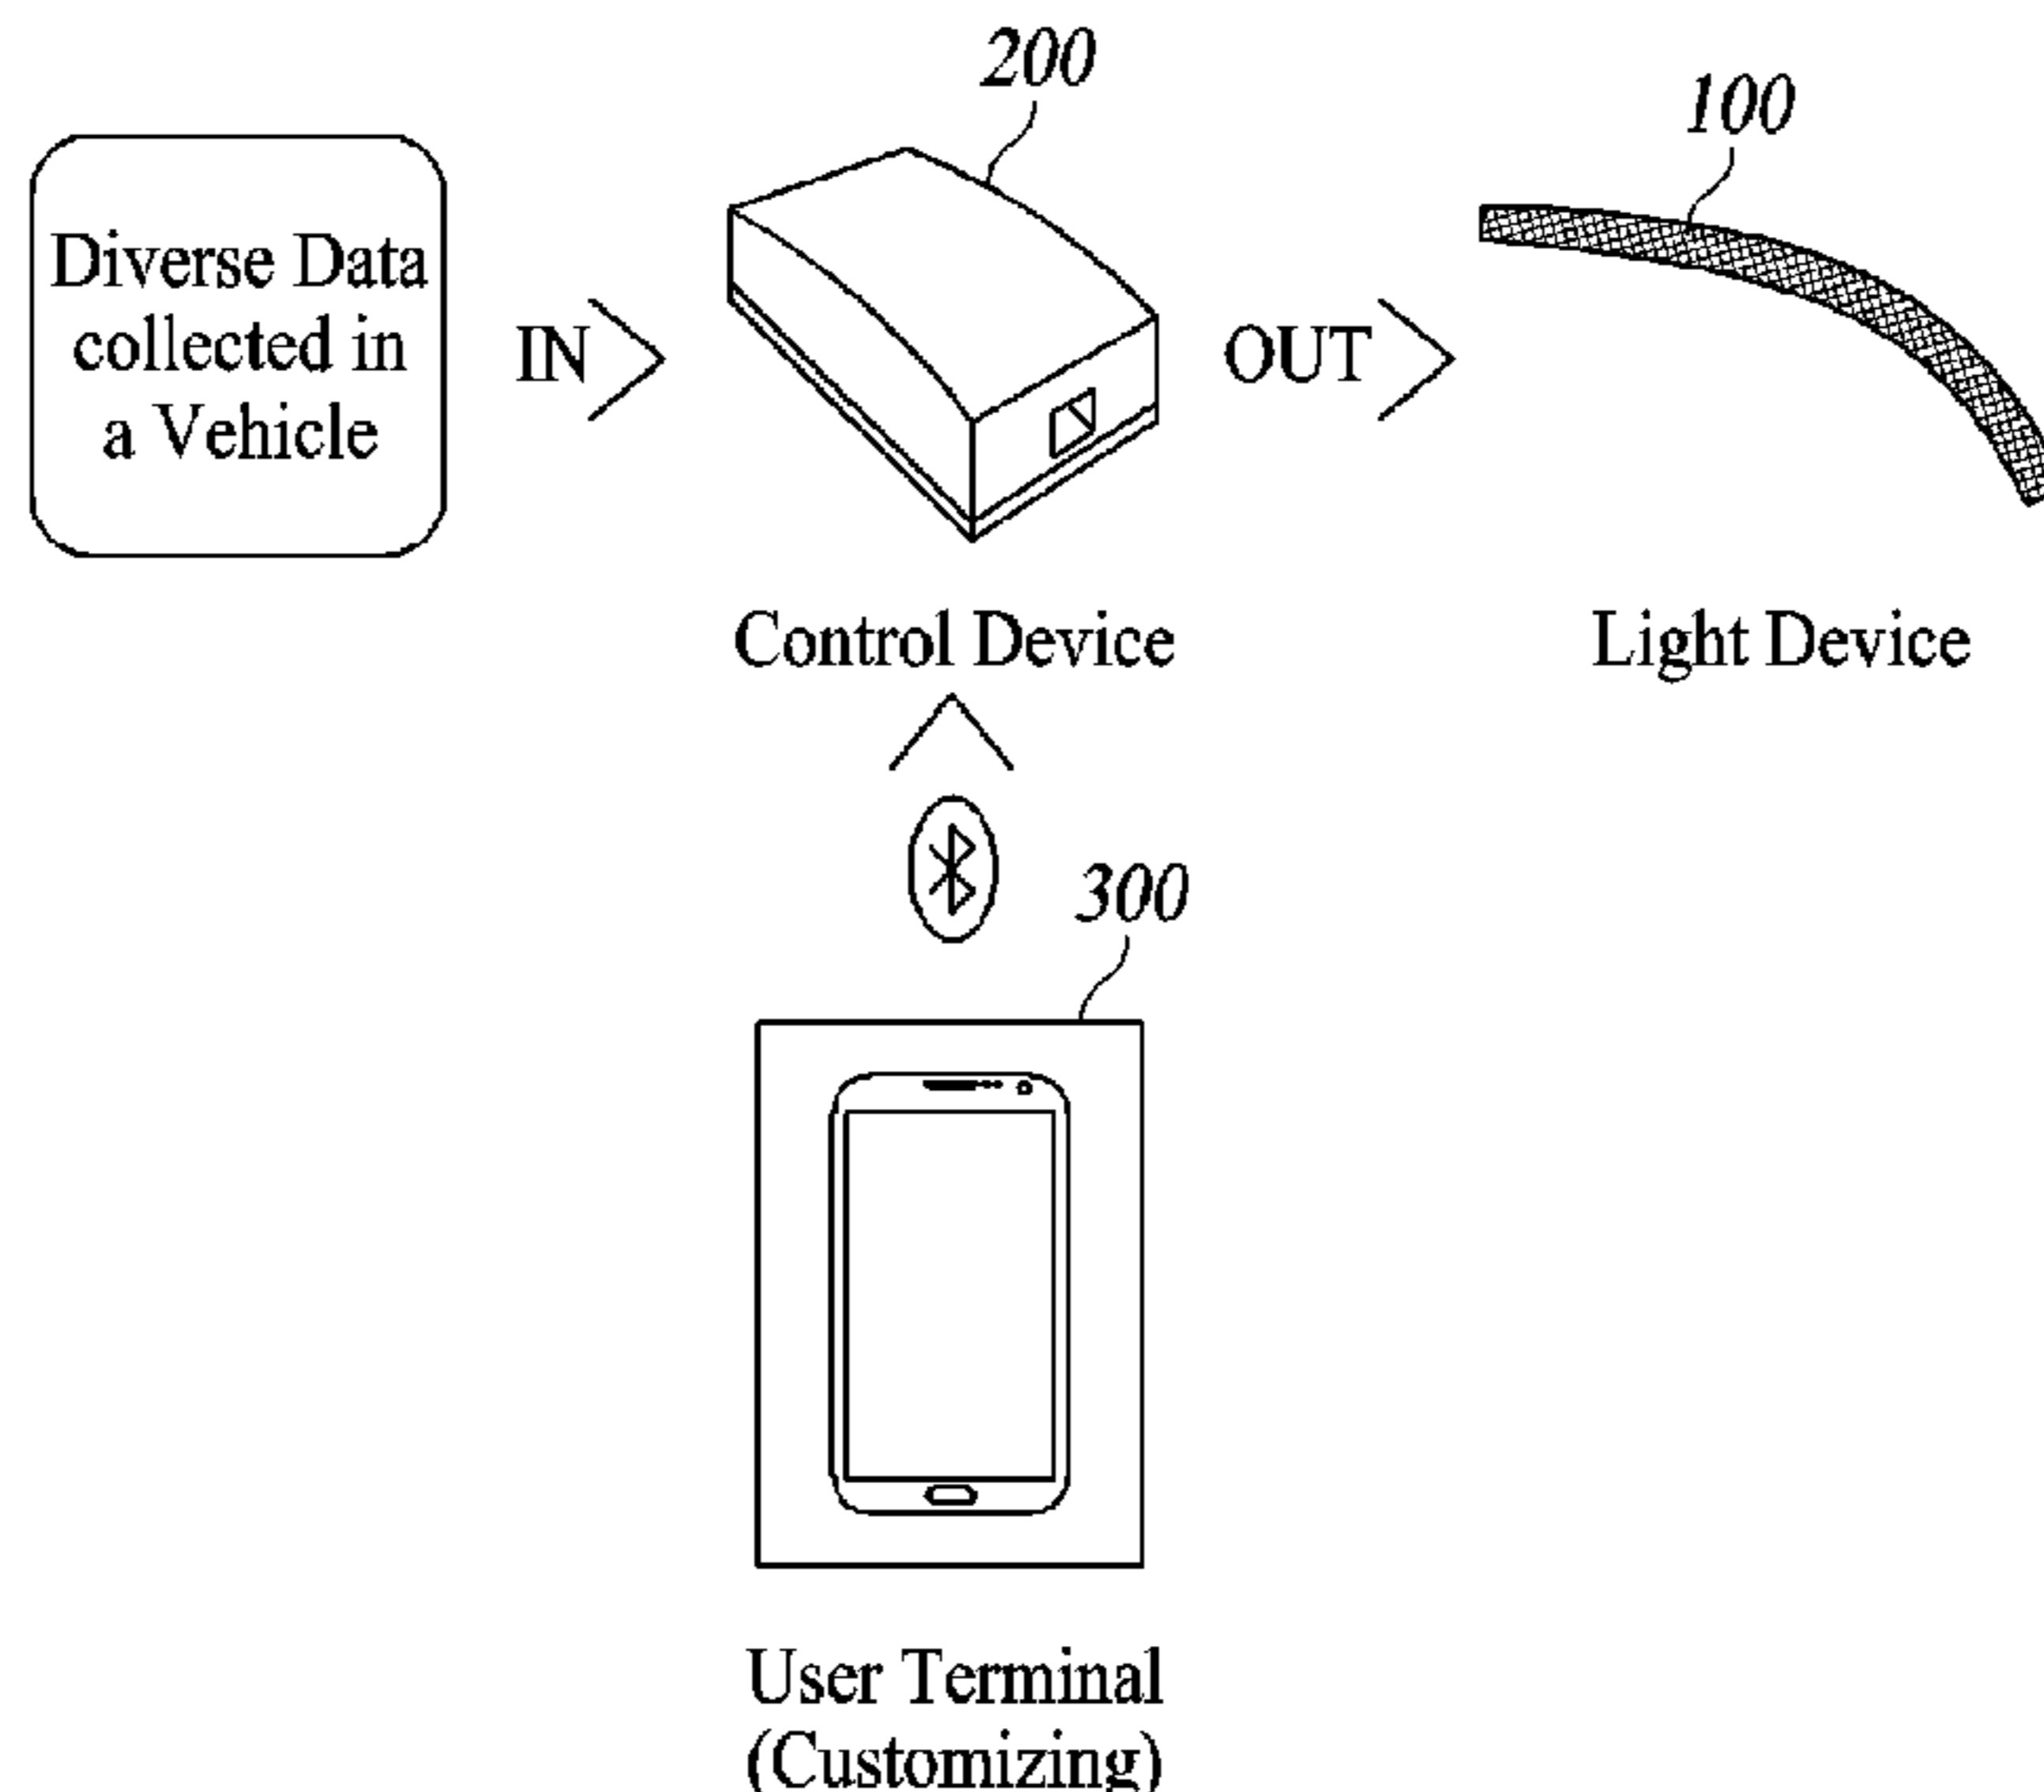 200
100
Diverse Data
collected in
a Vehicle
IN
OUT
Control Device
Light Device
300
User Terminal
(Customizing)